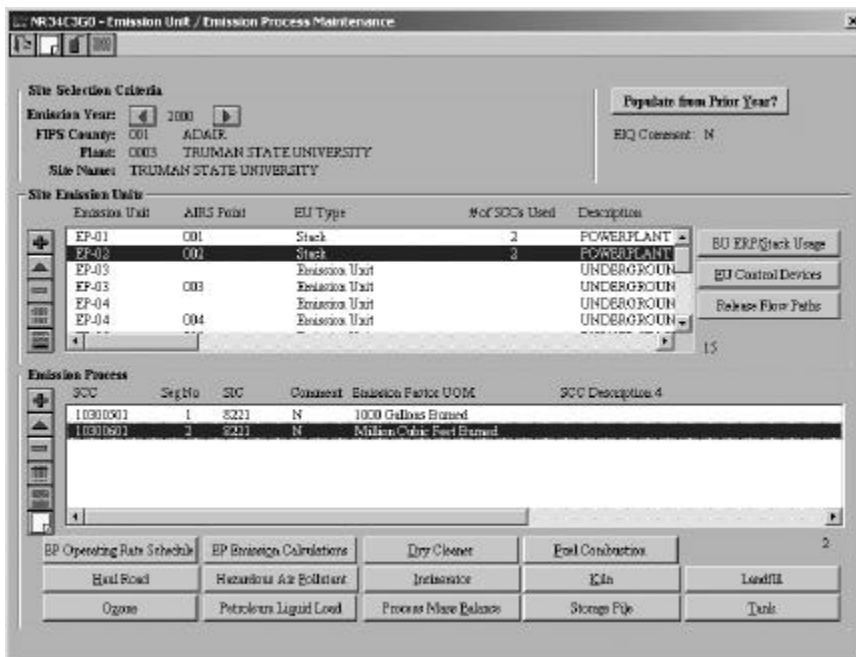 NR34C3G0 - Emission Unit / Emission Process Maintenance
Site Selection Criteria
Populate from Prior Year?
Emission Year: 2000
FIPS County: 001 ADAIR
EIQ Comment: N
Plant: 0003 TRUMAN STATE UNIVERSITY
Site Name: TRUMAN STATE UNIVERSITY
Site Emission Units
Emission Unit AIRS Point EU Type # of SCCs Used Description
EP-01 001 Stack 2 POWERPLANT
EP-02 002 Stack 2 POWERPLANT
EP-03 Emission Unit UNDERGROUN
EP-03 003 Emission Unit UNDERGROUN
EP-04 Emission Unit UNDERGROUN
EP-04 004 Emission Unit UNDERGROUN
EU ERP/Stack Usage
EU Control Devices
Release Flow Paths
15
Emission Process
SCC Seg No SIC Comment Emission Factor UOM SCC Description 4
10300501 1 8221 N 1000 Gallons Burned
10300601 2 8221 N Million Cubic Feet Burned
2
EP Operating Rate Schedule EP Emission Calculations Dry Cleaner Fuel Combustion
Haul Road Hazardous Air Pollutant Incinerator Kiln Landfill
Ozone Petroleum Liquid Load Process Mass Balance Storage Pile Tank